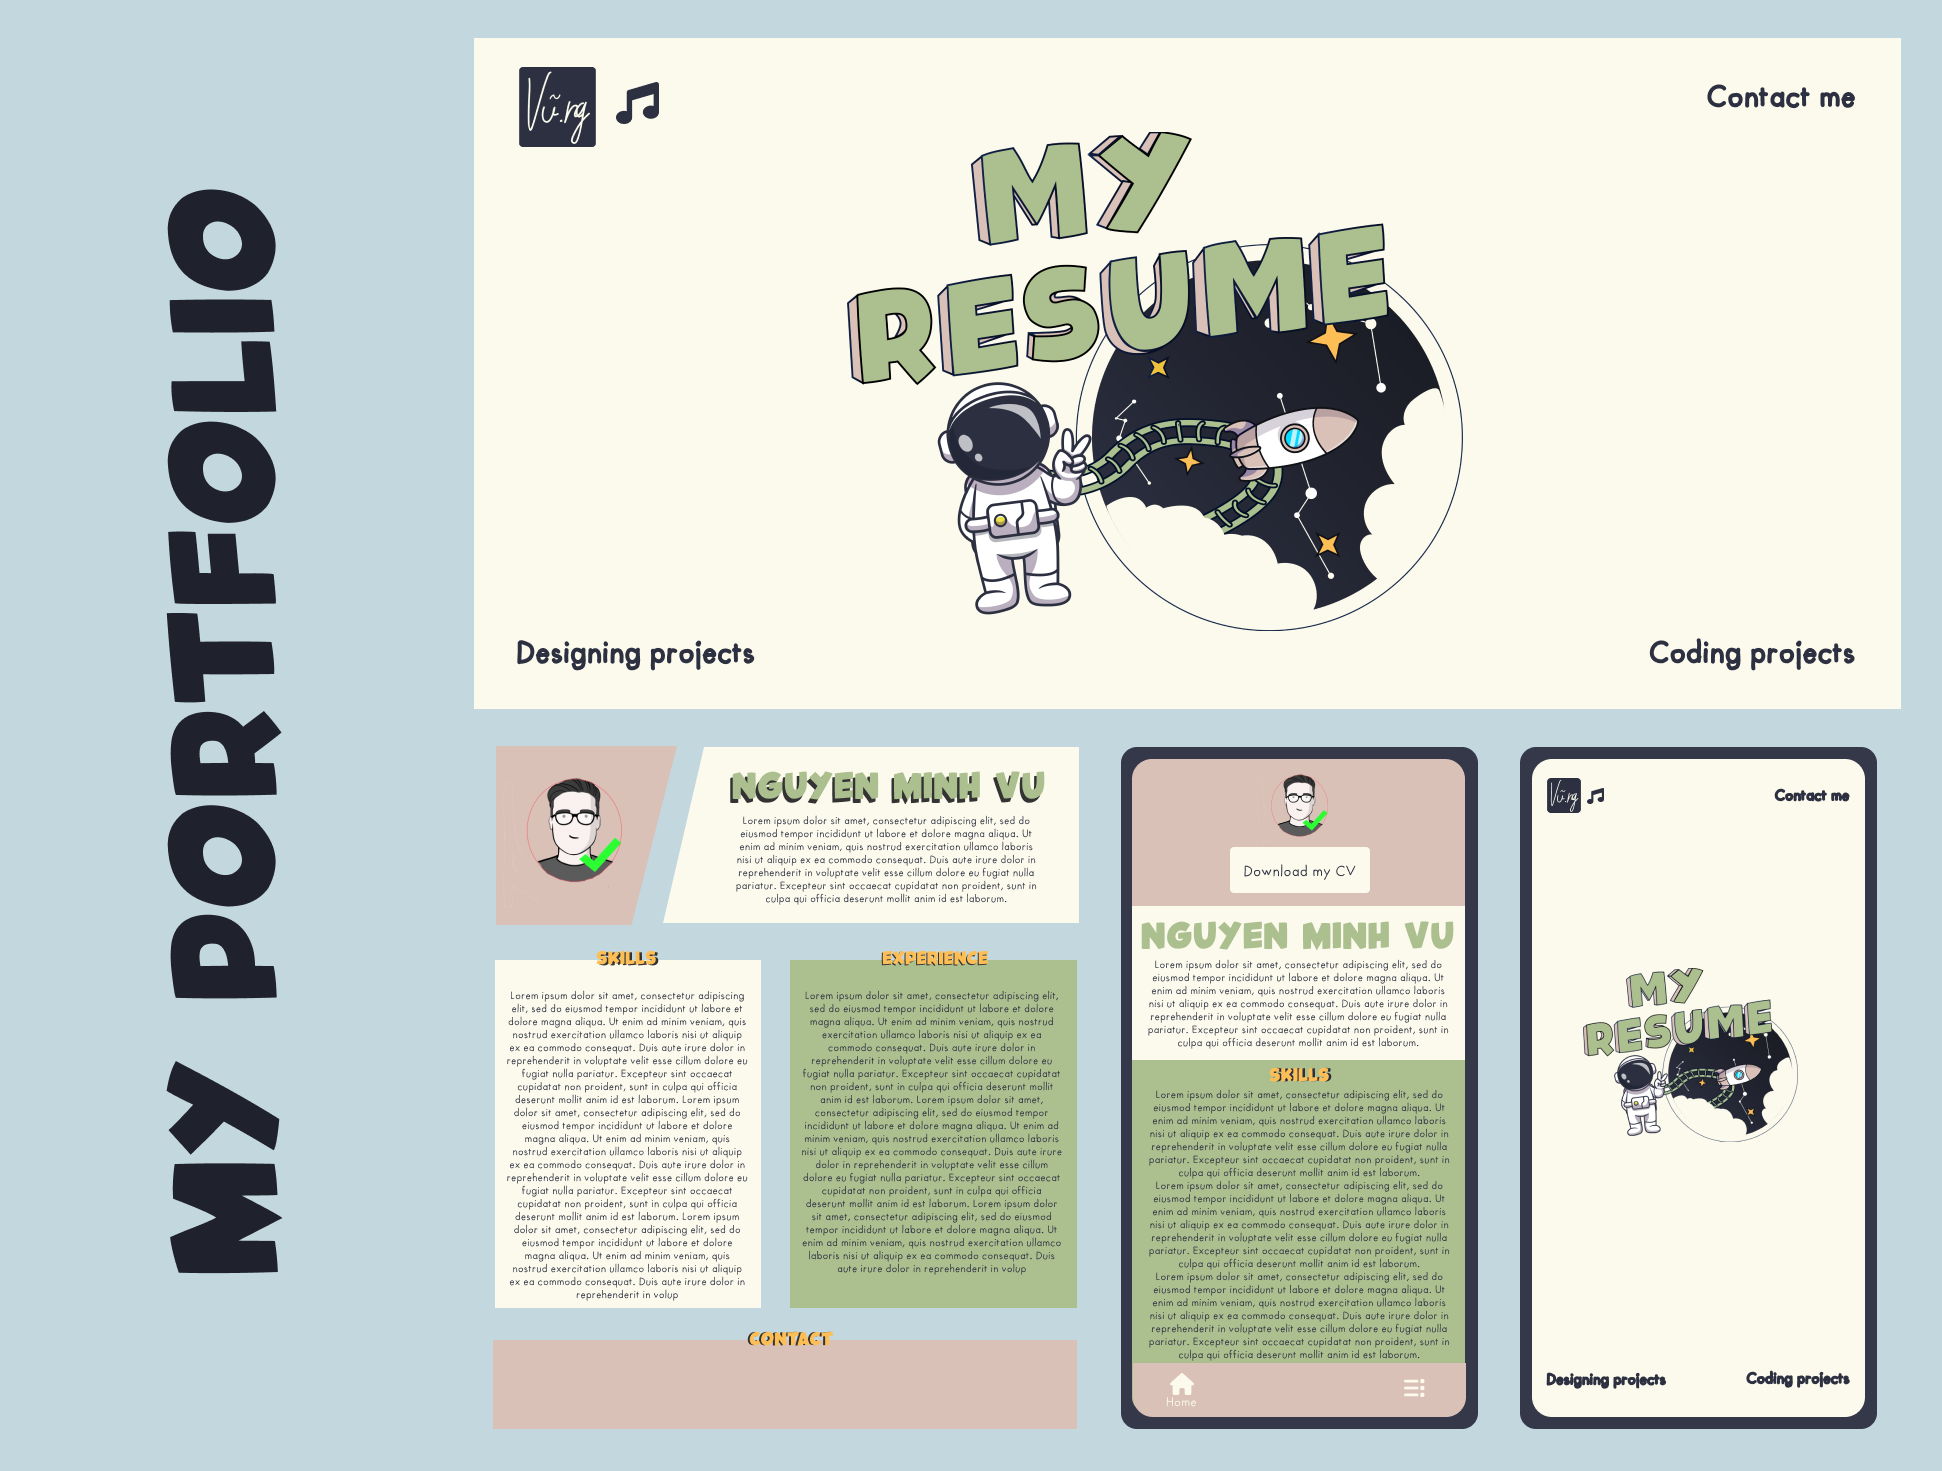 MY PORTFOLIO
Vũ.ng
Contact me
MY
RESUME
Designing projects
Coding projects
NGUYEN MINH VU
Lorem ipsum dolor sit amet, consectetur adipiscing elit, sed do
eiusmod tempor incididunt ut labore et dolore magna aliqua. Ut
enim ad minim veniam, quis nostrud exercitation ullamco laboris
nisi ut aliquip ex ea commodo consequat. Duis aute irure dolor in
reprehenderit in voluptate velit esse cillum dolore eu fugiat nulla
pariatur. Excepteur sint occaecat cupidatat non proident, sunt in
culpa qui officia deserunt mollit anim id est laborum.
SKILLS
Lorem ipsum dolor sit amet, consectetur adipiscing
elit, sed do eiusmod tempor incididunt ut labore et
dolore magna aliqua. Ut enim ad minim veniam, quis
nostrud exercitation ullamco laboris nisi ut aliquip
ex ea commodo consequat. Duis aute irure dolor in
reprehenderit in voluptate velit esse cillum dolore eu
fugiat nulla pariatur. Excepteur sint occaecat
cupidatat non proident, sunt in culpa qui officia
deserunt mollit anim id est laborum. Lorem ipsum
dolor sit amet, consectetur adipiscing elit, sed do
eiusmod tempor incididunt ut labore et dolore
magna aliqua. Ut enim ad minim veniam, quis
nostrud exercitation ullamco laboris nisi ut aliquip
ex ea commodo consequat. Duis aute irure dolor in
reprehenderit in voluptate velit esse cillum dolore eu
fugiat nulla pariatur. Excepteur sint occaecat
cupidatat non proident, sunt in culpa qui officia
deserunt mollit anim id est laborum. Lorem ipsum
dolor sit amet, consectetur adipiscing elit, sed do
eiusmod tempor incididunt ut labore et dolore
magna aliqua. Ut enim ad minim veniam, quis
nostrud exercitation ullamco laboris nisi ut aliquip
ex ea commodo consequat. Duis aute irure dolor in
reprehenderit in volup
EXPERIENCE
Lorem ipsum dolor sit amet, consectetur adipiscing elit,
sed do eiusmod tempor incididunt ut labore et dolore
magna aliqua. Ut enim ad minim veniam, quis nostrud
exercitation ullamco laboris nisi ut aliquip ex ea
commodo consequat. Duis aute irure dolor in
reprehenderit in voluptate velit esse cillum dolore eu
fugiat nulla pariatur. Excepteur sint occaecat cupidatat
non proident, sunt in culpa qui officia deserunt mollit
anim id est laborum. Lorem ipsum dolor sit amet,
consectetur adipiscing elit, sed do eiusmod tempor
incididunt ut labore et dolore magna aliqua. Ut enim ad
minim veniam, quis nostrud exercitation ullamco laboris
nisi ut aliquip ex ea commodo consequat. Duis aute irure
dolor in reprehenderit in voluptate velit esse cillum
dolore eu fugiat nulla pariatur. Excepteur sint occaecat
cupidatat non proident, sunt in culpa qui officia
deserunt mollit anim id est laborum. Lorem ipsum dolor
sit amet, consectetur adipiscing elit, sed do eiusmod
tempor incididunt ut labore et dolore magna aliqua. Ut
enim ad minim veniam, quis nostrud exercitation ullamco
laboris nisi ut aliquip ex ea commodo consequat. Duis
aute irure dolor in reprehenderit in volup
CONTACT
Download my CV
NGUYEN MINH VU
Lorem ipsum dolor sit amet, consectetur adipiscing elit, sed do
eiusmod tempor incididunt ut labore et dolore magna aliqua. Ut
enim ad minim veniam, quis nostrud exercitation ullamco laboris
nisi ut aliquip ex ea commodo consequat. Duis aute irure dolor in
reprehenderit in voluptate velit esse cillum dolore eu fugiat nulla
pariatur. Excepteur sint occaecat cupidatat non proident, sunt in
culpa qui officia deserunt mollit anim id est laborum.
SKILLS
Lorem ipsum dolor sit amet, consectetur adipiscing elit, sed do
eiusmod tempor incididunt ut labore et dolore magna aliqua. Ut
enim ad minim veniam, quis nostrud exercitation ullamco laboris
nisi ut aliquip ex ea commodo consequat. Duis aute irure dolor in
reprehenderit in voluptate velit esse cillum dolore eu fugiat nulla
pariatur. Excepteur sint occaecat cupidatat non proident, sunt in
culpa qui officia deserunt mollit anim id est laborum.
Lorem ipsum dolor sit amet, consectetur adipiscing elit, sed do
eiusmod tempor incididunt ut labore et dolore magna aliqua. Ut
enim ad minim veniam, quis nostrud exercitation ullamco laboris
nisi ut aliquip ex ea commodo consequat. Duis aute irure dolor in
reprehenderit in voluptate velit esse cillum dolore eu fugiat nulla
pariatur. Excepteur sint occaecat cupidatat non proident, sunt in
culpa qui officia deserunt mollit anim id est laborum.
Lorem ipsum dolor sit amet, consectetur adipiscing elit, sed do
eiusmod tempor incididunt ut labore et dolore magna aliqua. Ut
enim ad minim veniam, quis nostrud exercitation ullamco laboris
nisi ut aliquip ex ea commodo consequat. Duis aute irure dolor in
reprehenderit in voluptate velit esse cillum dolore eu fugiat nulla
pariatur. Excepteur sint occaecat cupidatat non proident, sunt in
culpa qui officia deserunt mollit anim id est laborum.
Home
Vũ.ng
Contact me
MY
RESUME
Designing projects
Coding projects